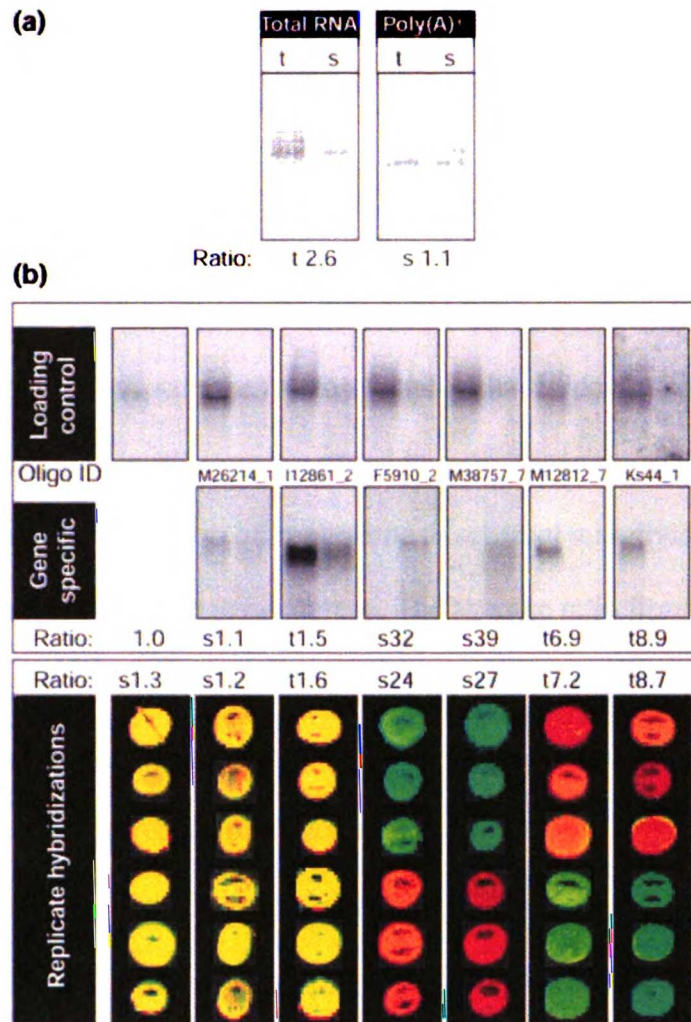 (a)
Total RNA Poly(A)+
t s t s
Ratio: t 2.6 s 1.1
(b)
Loading control
Oligo ID M26214_1 I12861_2 F5910_2 M38757_7 M12812_7 Ks44_1
Gene specific
Ratio: 1.0 s1.1 t1.5 s32 s39 t6.9 t8.9
Ratio: s1.3 s1.2 t1.6 s24 s27 t7.2 t8.7
Replicate hybridizations